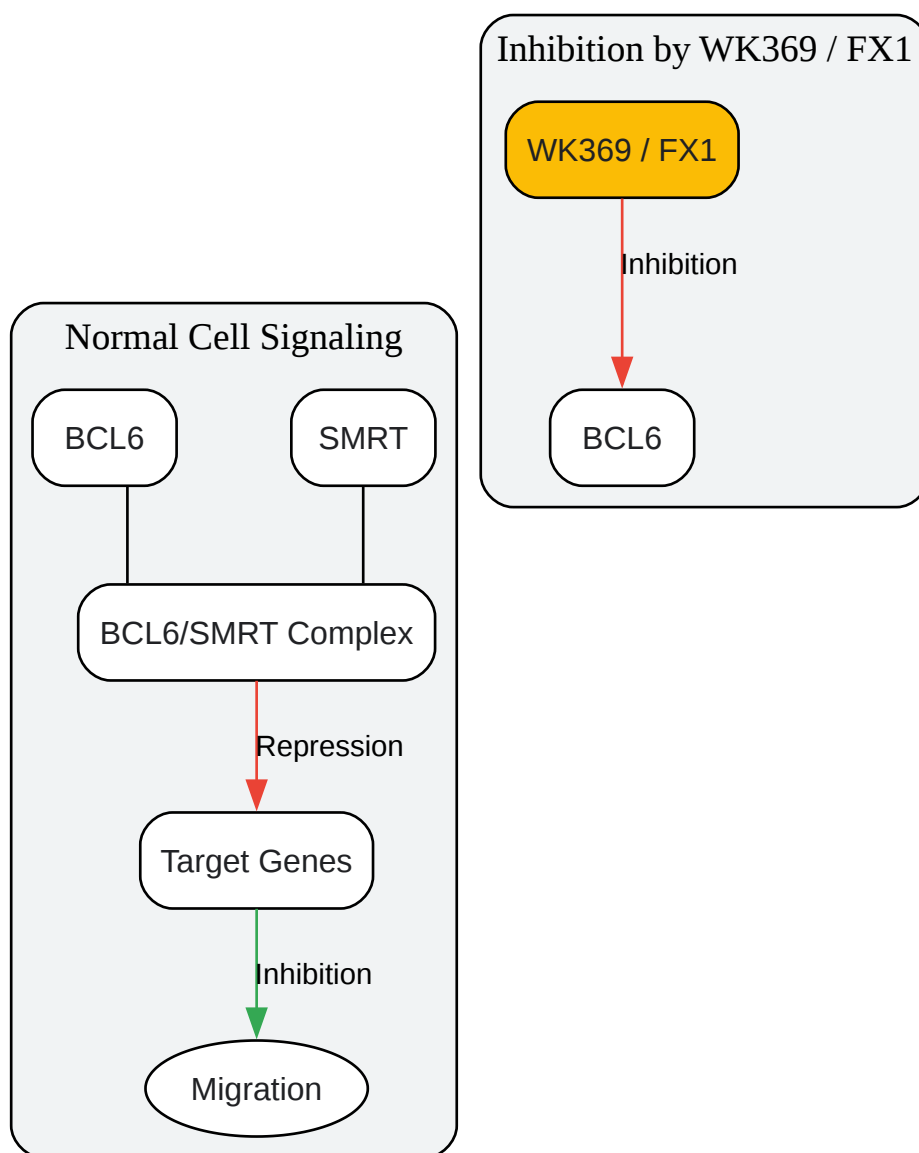 Inhibition by WK369 / FX1
WK369 / FX1
Inhibition
BCL6
Normal Cell Signaling
BCL6
SMRT
BCL6/SMRT Complex
Repression
Target Genes
Inhibition
Migration